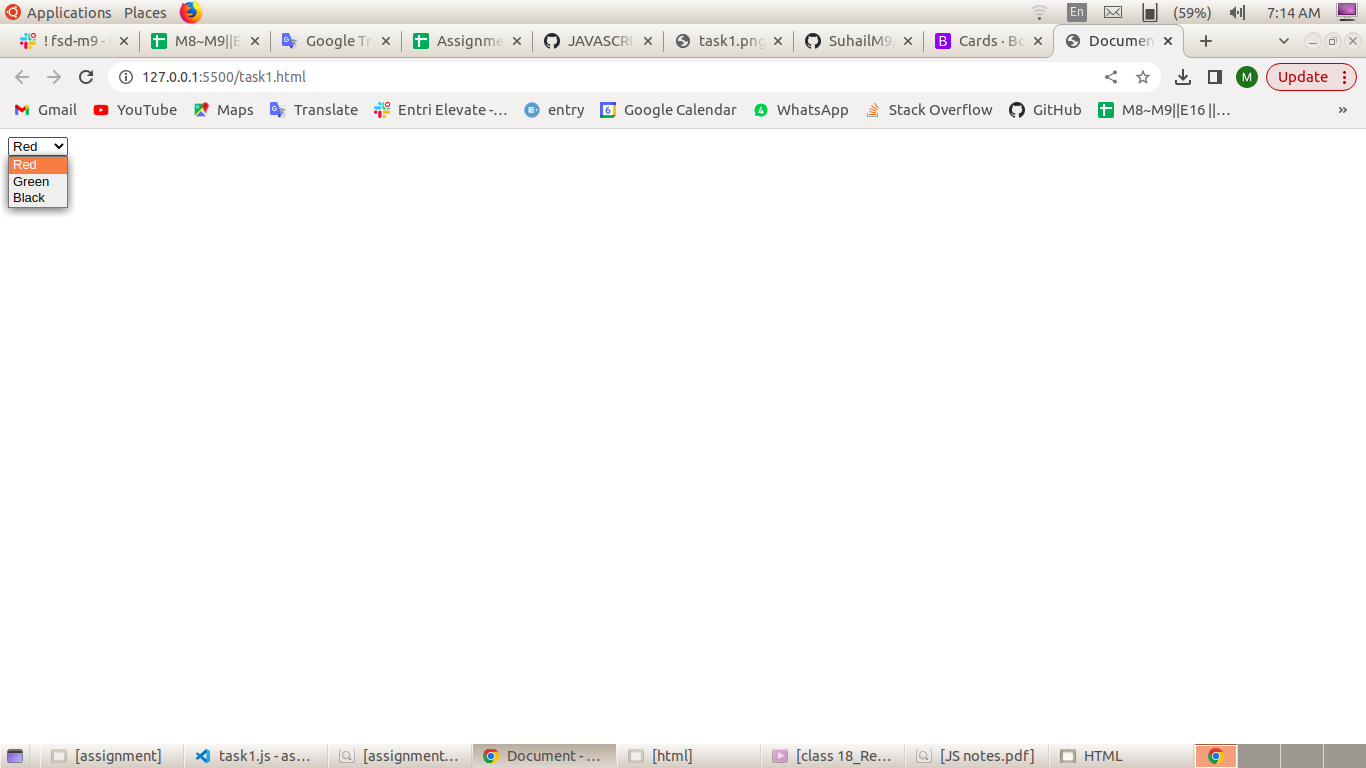 Applications Places En (59%) 7:14 AM
! fsd-m9 - M8~M9||E Google Tr Assignme JAVASCRI task1.png SuhailM9 Cards · Bo Documen
127.0.0.1:5500/task1.html M Update
Gmail YouTube Maps Translate Entri Elevate -... entry 6 Google Calendar 4 WhatsApp Stack Overflow GitHub M8~M9||E16 ||... »
Red
Red
Green
Black
[assignment] task1.js - as... [assignment... Document - ... [html] [class 18_Re... [JS notes.pdf] HTML